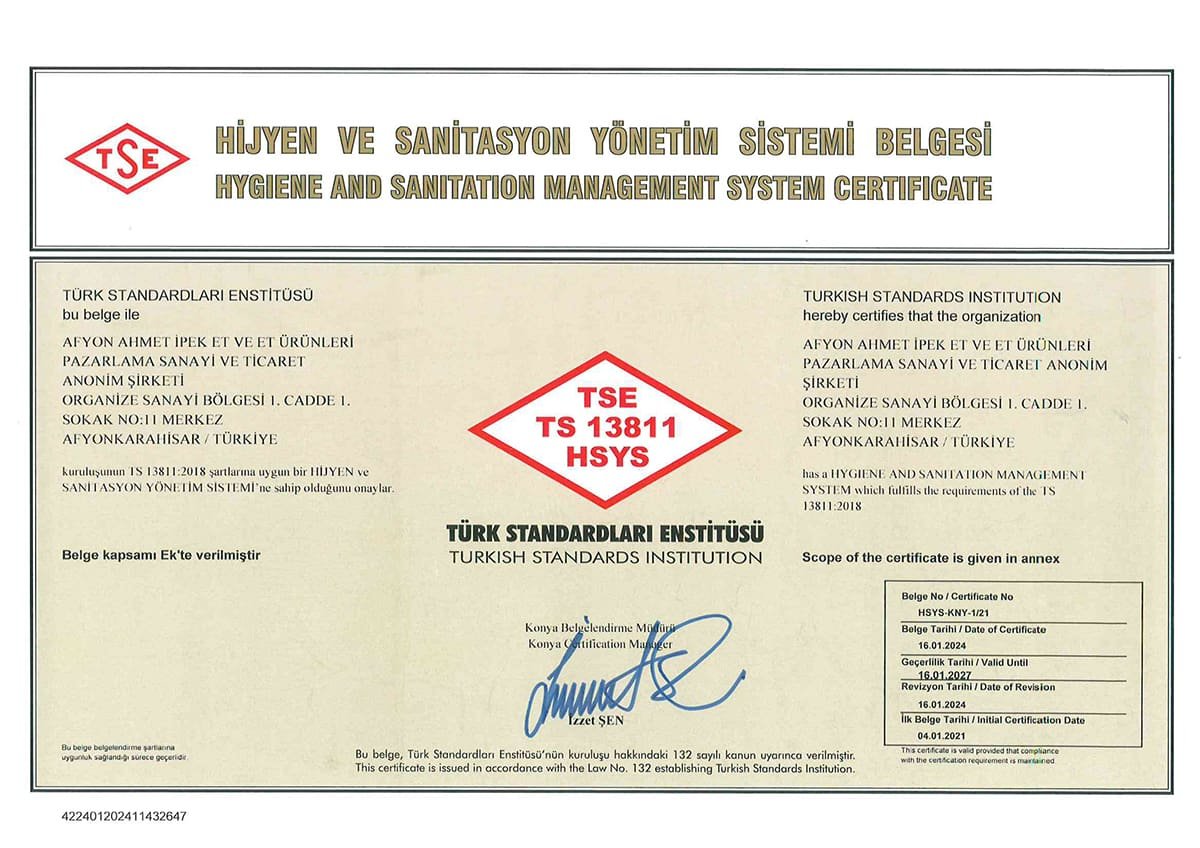 TSE
HİJYEN VE SANİTASYON YÖNETİM SİSTEMİ BELGESİ
HYGIENE AND SANITATION MANAGEMENT SYSTEM CERTIFICATE
TÜRK STANDARDLARI ENSTİTÜSÜ
bu belge ile
AFYON AHMET İPEK ET VE ET ÜRÜNLERİ
PAZARLAMA SANAYİ VE TİCARET
ANONİM ŞİRKETİ
ORGANİZE SANAYİ BÖLGESİ 1. CADDE 1.
SOKAK NO:11 MERKEZ
AFYONKARAHİSAR / TÜRKİYE
kuruluşunun TS 13811:2018 şartlarına uygun bir HİJYEN ve
SANİTASYON YÖNETİM SİSTEMİ'ne sahip olduğunu onaylar.
Belge kapsamı Ek'te verilmiştir
TSE
TS 13811
HSYS
TÜRK STANDARDLARI ENSTİTÜSÜ
TURKISH STANDARDS INSTITUTION
TURKISH STANDARDS INSTITUTION
hereby certifies that the organization
AFYON AHMET İPEK ET VE ET ÜRÜNLERİ
PAZARLAMA SANAYİ VE TİCARET ANONİM
ŞİRKETİ
ORGANİZE SANAYİ BÖLGESİ 1. CADDE 1.
SOKAK NO:11 MERKEZ
AFYONKARAHİSAR / TÜRKİYE
has a HYGIENE AND SANITATION MANAGEMENT
SYSTEM which fulfills the requirements of the TS
13811:2018
Scope of the certificate is given in annex
Konya Belgelendirme Müdürü
Konya Certification Manager
İzzet ŞEN
Belge No / Certificate No
HSYS-KNY-1/21
Belge Tarihi / Date of Certificate
16.01.2024
Geçerlilik Tarihi / Valid Until
16.01.2027
Revizyon Tarihi / Date of Revision
16.01.2024
İlk Belge Tarihi / Initial Certification Date
04.01.2021
Bu belge belgelendirme şartlarına
uygunluk sağlandığı sürece geçerlidir.
Bu belge, Türk Standardları Enstitüsü'nün kuruluşu hakkındaki 132 sayılı kanun uyarınca verilmiştir.
This certificate is issued in accordance with the Law No. 132 establishing Turkish Standards Institution.
This certificate is valid provided that compliance
with the certification requirement is maintained
422401202411432647